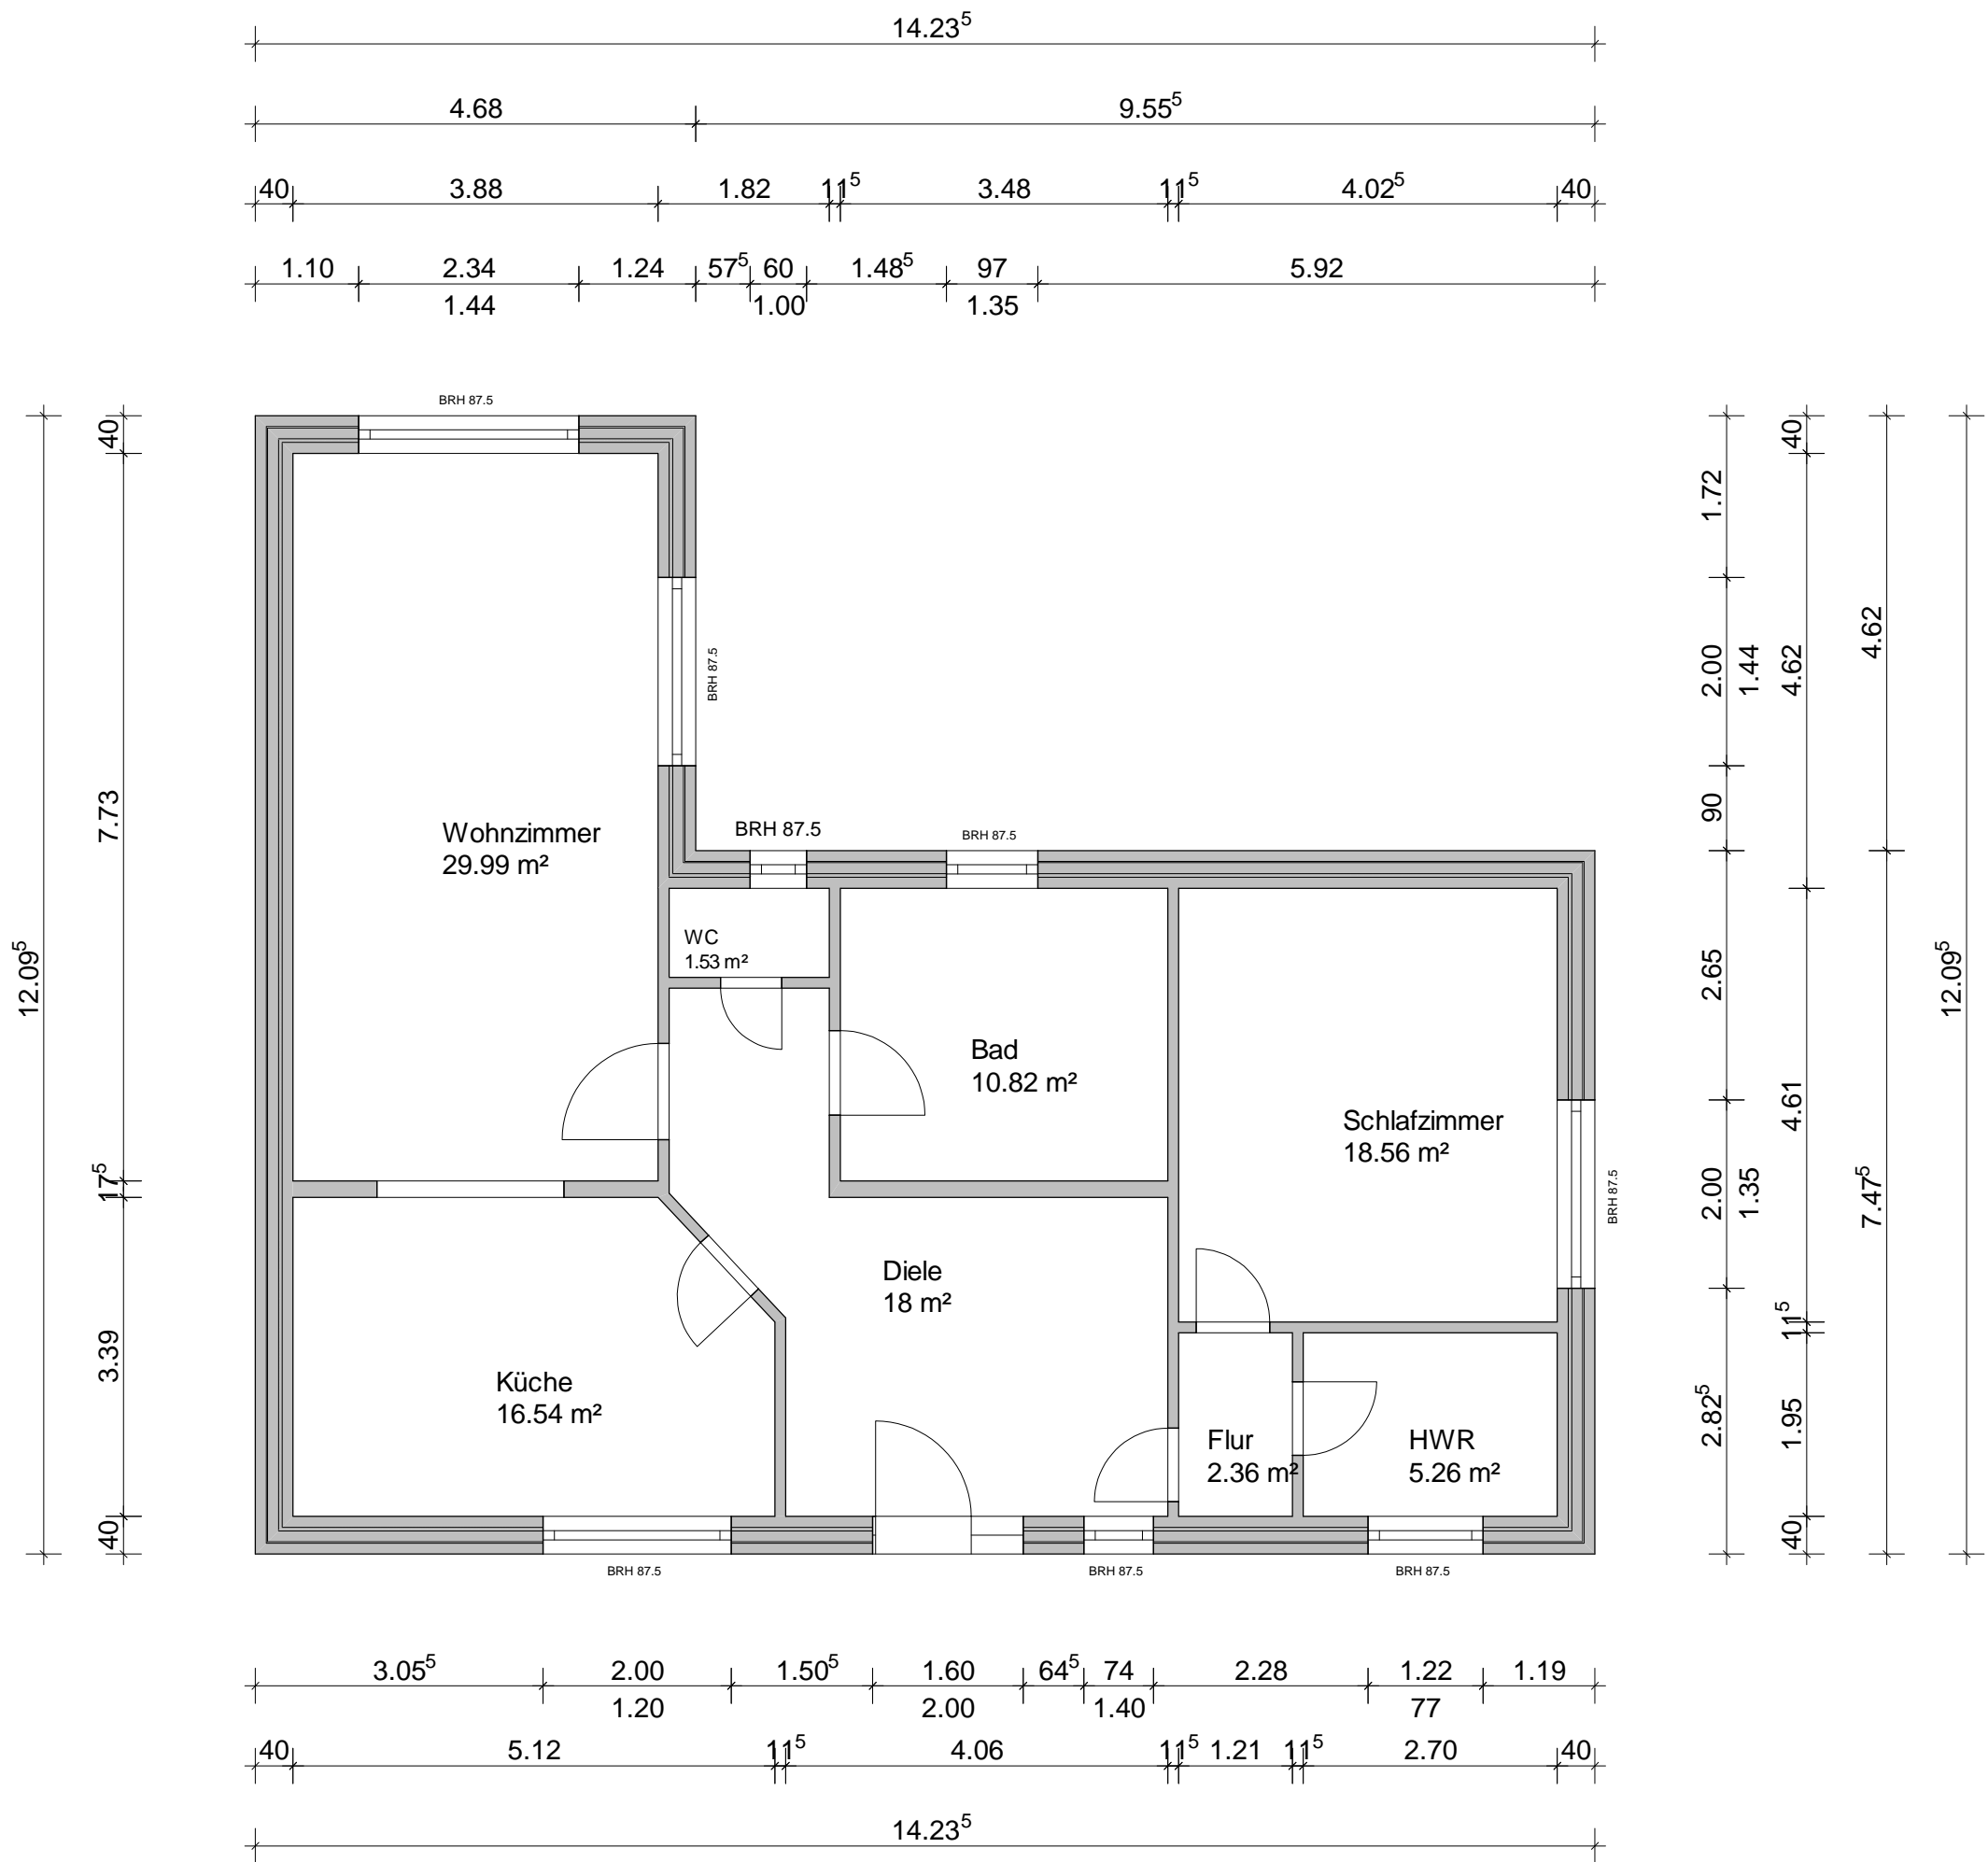 14.23⁵
4.68 9.55⁵
40 3.88 1.82 11⁵ 3.48 11⁵ 4.02⁵ 40
1.10 2.34 1.24 57⁵ 60 1.48⁵ 97 5.92
1.44 1.00 1.35
BRH 87.5
BRH 87.5
BRH 87.5
BRH 87.5
Wohnzimmer
29.99 m²
WC
1.53 m²
Bad
10.82 m²
Schlafzimmer
18.56 m²
BRH 87.5
Diele
18 m²
Küche
16.54 m²
Flur
2.36 m²
HWR
5.26 m²
BRH 87.5
BRH 87.5
BRH 87.5
12.09⁵
40
7.73
17⁵
3.39
40
1.72
2.00
1.44
90
2.65
2.00
1.35
2.82⁵
40
4.62
4.61
11⁵
1.95
40
4.62
7.47⁵
12.09⁵
3.05⁵ 2.00 1.50⁵ 1.60 64⁵ 74 2.28 1.22 1.19
1.20 2.00 1.40 77
40 5.12 11⁵ 4.06 11⁵ 1.21 11⁵ 2.70 40
14.23⁵